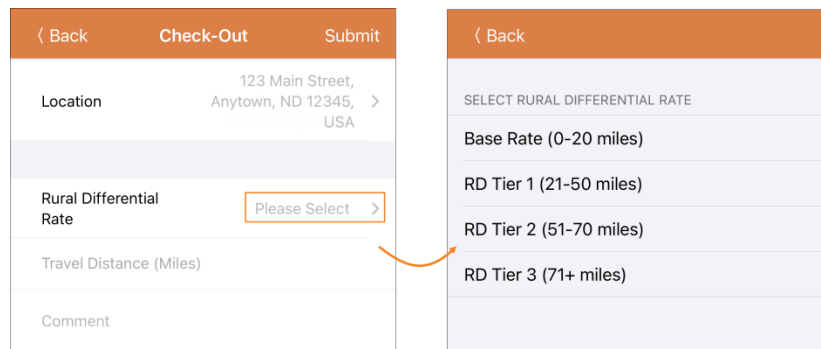 Back Check-Out Submit
Location
123 Main Street,
Anytown, ND 12345,
USA
Rural Differential
Rate
Please Select
Travel Distance (Miles)
Comment
Back
SELECT RURAL DIFFERENTIAL RATE
Base Rate (0-20 miles)
RD Tier 1 (21-50 miles)
RD Tier 2 (51-70 miles)
RD Tier 3 (71+ miles)